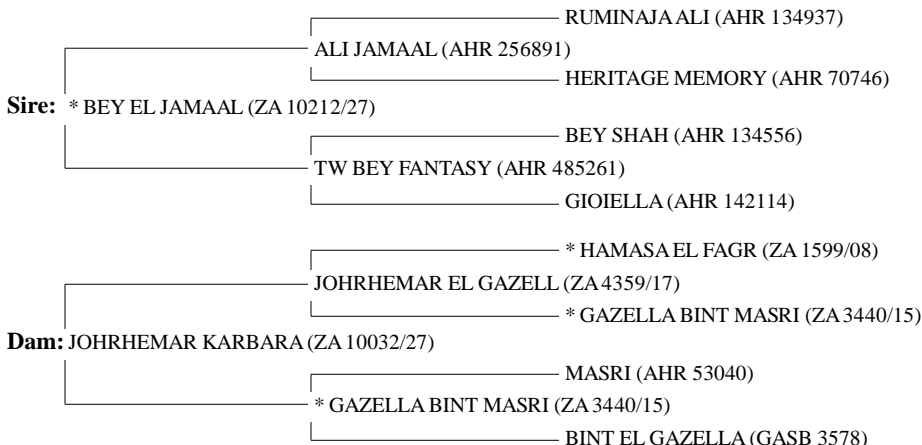 RUMINAJA ALI (AHR 134937)
ALI JAMAAL (AHR 256891)
HERITAGE MEMORY (AHR 70746)
Sire: * BEY EL JAMAAL (ZA 10212/27)
BEY SHAH (AHR 134556)
TW BEY FANTASY (AHR 485261)
GIOIELLA (AHR 142114)
* HAMASA EL FAGR (ZA 1599/08)
JOHRHEMAR EL GAZELL (ZA 4359/17)
* GAZELLA BINT MASRI (ZA 3440/15)
Dam: JOHRHEMAR KARBARA (ZA 10032/27)
MASRI (AHR 53040)
* GAZELLA BINT MASRI (ZA 3440/15)
BINT EL GAZELLA (GASB 3578)